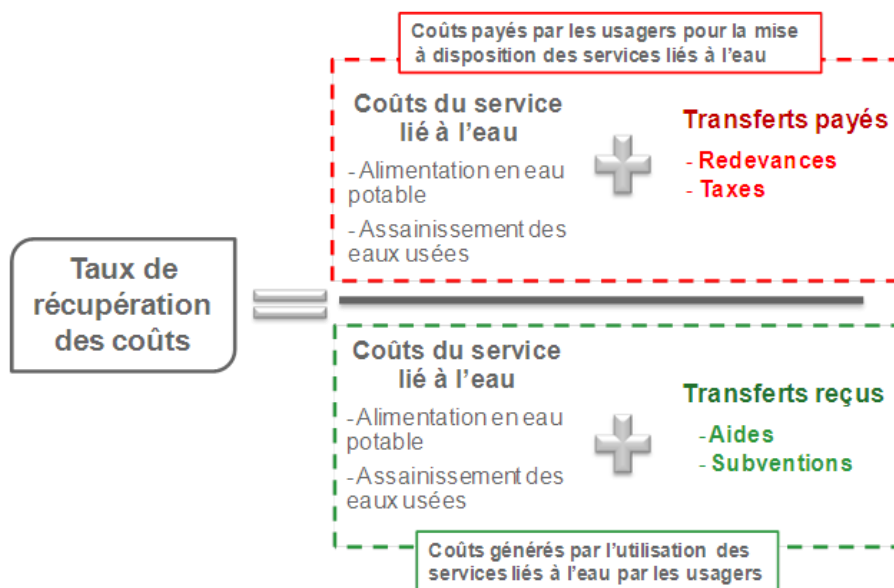 Coûts payés par les usagers pour la mise
à disposition des services liés à l'eau
Coûts du service
lié à l'eau
- Alimentation en eau
potable
- Assainissement des
eaux usées
Transferts payés
- Redevances
- Taxes
Taux de
récupération
des coûts
Coûts du service
lié à l'eau
- Alimentation en eau
potable
- Assainissement des
eaux usées
Transferts reçus
- Aides
- Subventions
Coûts générés par l'utilisation des
services liés à l'eau par les usagers